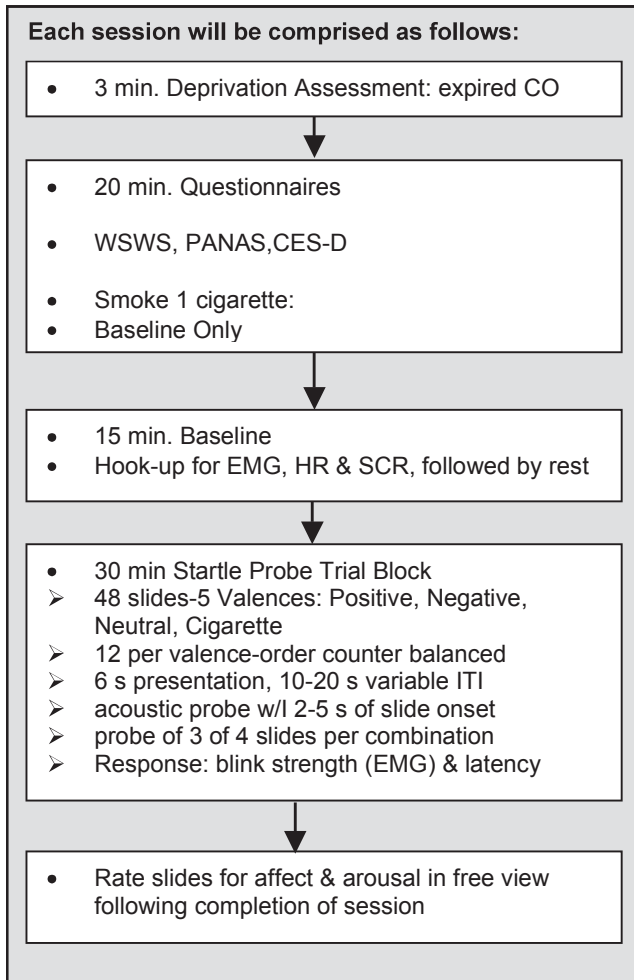 Each session will be comprised as follows:
• 3 min. Deprivation Assessment: expired CO
• 20 min. Questionnaires
• WSWS, PANAS,CES-D
• Smoke 1 cigarette:
• Baseline Only
• 15 min. Baseline
• Hook-up for EMG, HR & SCR, followed by rest
• 30 min Startle Probe Trial Block
➢ 48 slides-5 Valences: Positive, Negative,
Neutral, Cigarette
➢ 12 per valence-order counter balanced
➢ 6 s presentation, 10-20 s variable ITI
➢ acoustic probe w/I 2-5 s of slide onset
➢ probe of 3 of 4 slides per combination
➢ Response: blink strength (EMG) & latency
• Rate slides for affect & arousal in free view
following completion of session